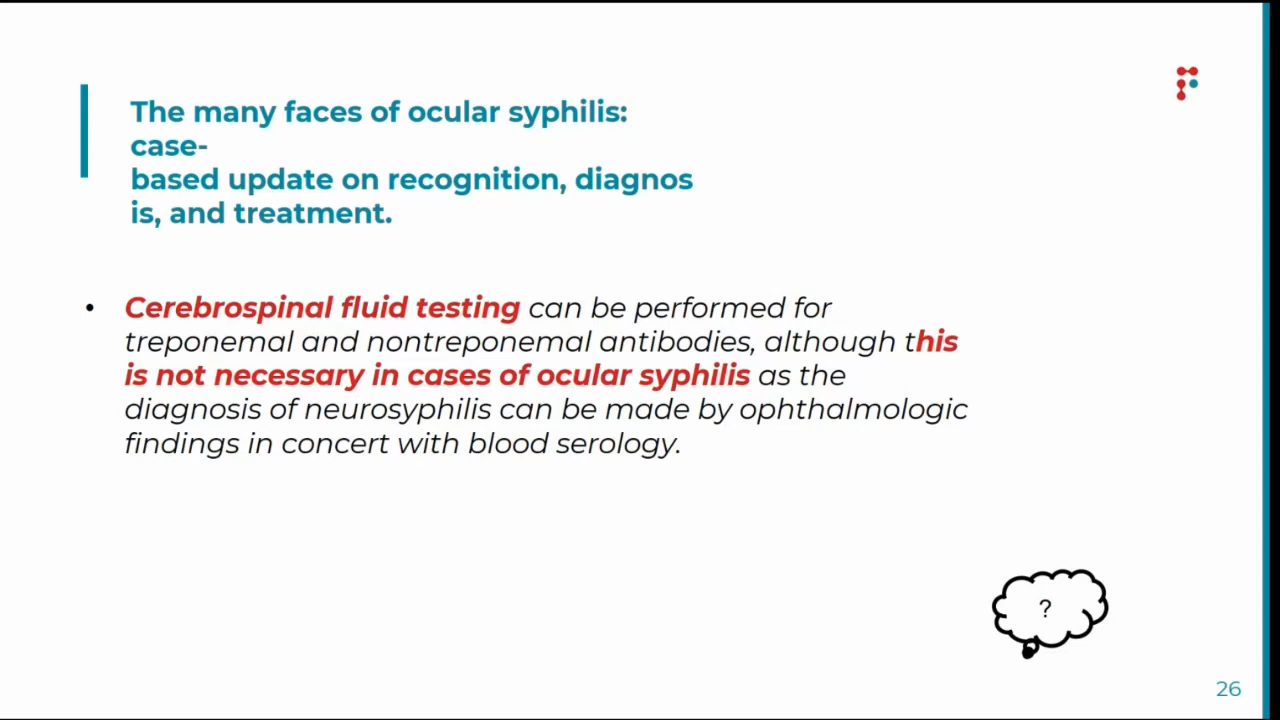 The many faces of ocular syphilis:
case-
based update on recognition, diagnos
is, and treatment.
• Cerebrospinal fluid testing can be performed for
treponemal and nontreponemal antibodies, although this
is not necessary in cases of ocular syphilis as the
diagnosis of neurosyphilis can be made by ophthalmologic
findings in concert with blood serology.
?
26